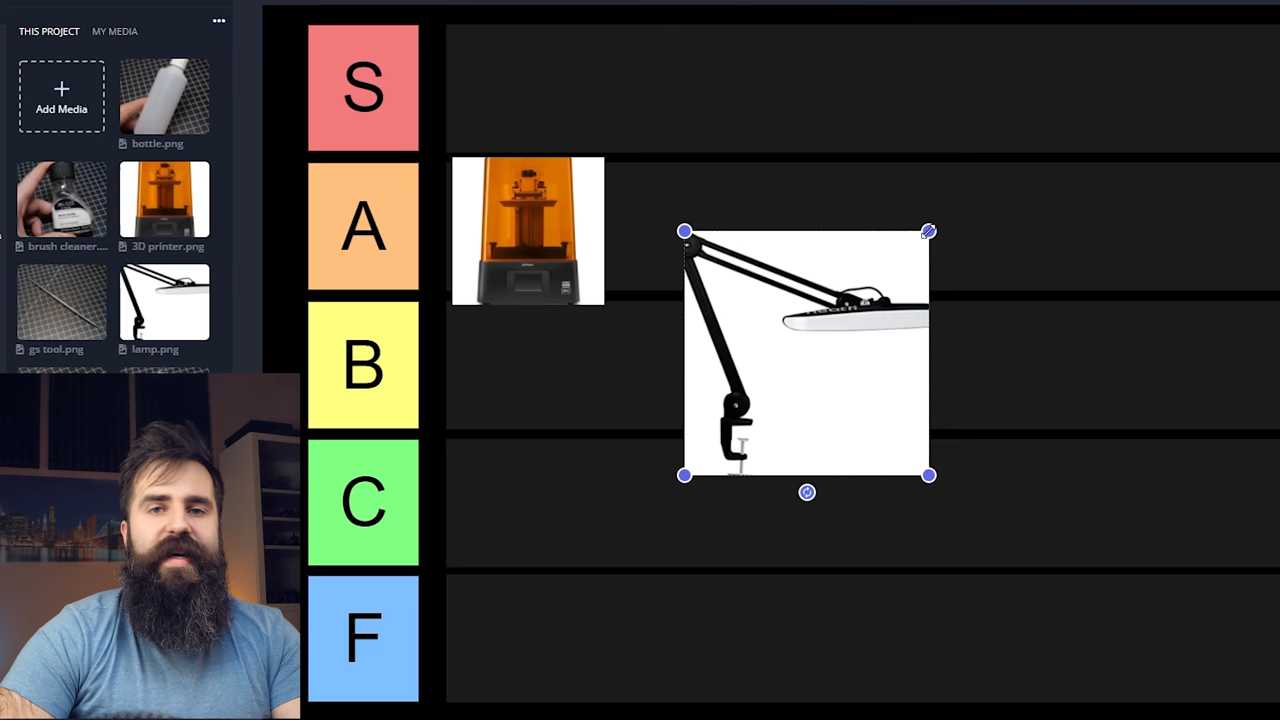 THIS PROJECT MY MEDIA
Add Media
bottle.png
brush cleaner.... 3D printer.png
gs tool.png lamp.png
S
A
B
C
F